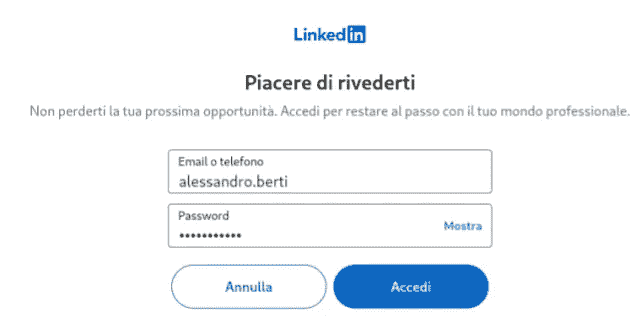 Linkedin
Piacere di rivederti
Non perderti la tua prossima opportunità. Accedi per restare al passo con il tuo mondo professionale.
Email o telefono
alessandro.berti
Password
•••••••••••
Mostra
Annulla
Accedi